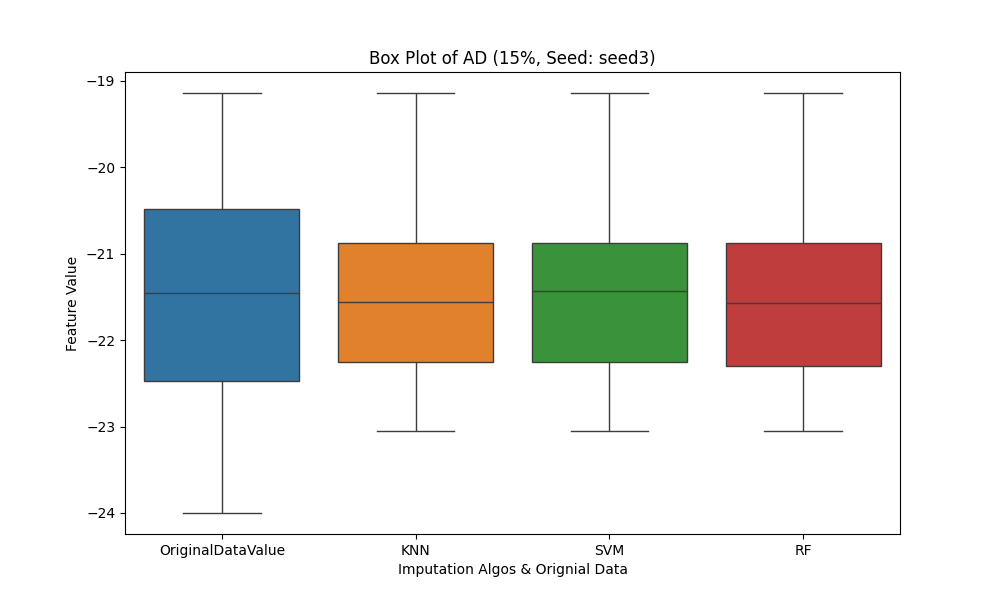 Box Plot of AD (15%, Seed: seed3)
Feature Value
−19
−20
−21
−22
−23
−24
OriginalDataValue KNN SVM RF
Imputation Algos & Orignial Data